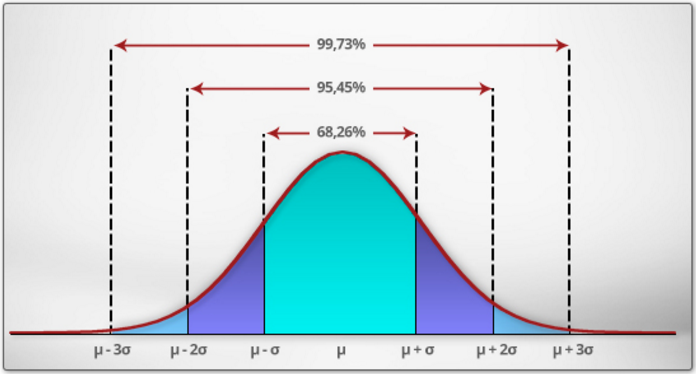 99,73%
95,45%
68,26%
μ - 3σ μ - 2σ μ - σ μ μ + σ μ + 2σ μ + 3σ